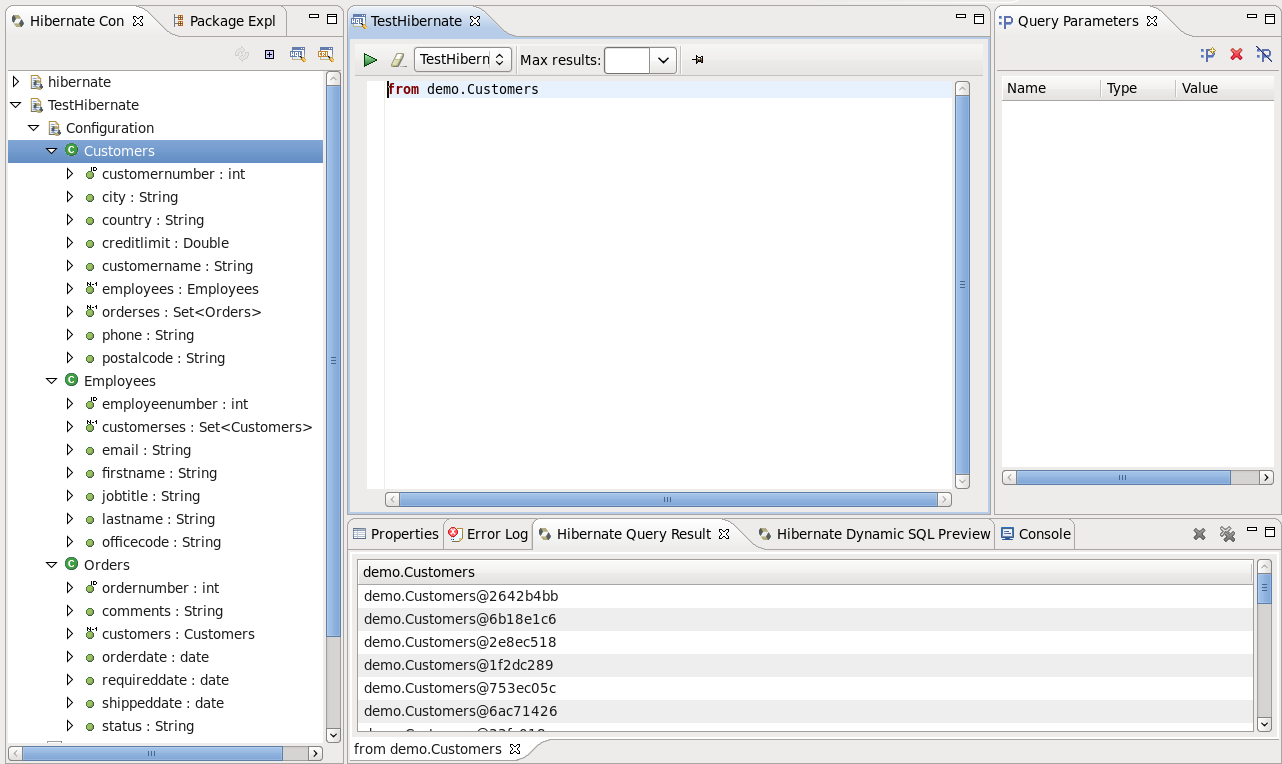 Hibernate Con
Package Expl
hibernate
TestHibernate
Configuration
Customers
customernumber : int
city : String
country : String
creditlimit : Double
customername : String
employees : Employees
orderses : Set<Orders>
phone : String
postalcode : String
Employees
employeenumber : int
customerses : Set<Customers>
email : String
firstname : String
jobtitle : String
lastname : String
officecode : String
Orders
ordernumber : int
comments : String
customers : Customers
orderdate : date
requireddate : date
shippeddate : date
status : String
TestHibernate
TestHibern
Max results:
from demo.Customers
Query Parameters
Name Type Value
Properties
Error Log
Hibernate Query Result
Hibernate Dynamic SQL Preview
Console
demo.Customers
demo.Customers@2642b4bb
demo.Customers@6b18e1c6
demo.Customers@2e8ec518
demo.Customers@1f2dc289
demo.Customers@753ec05c
demo.Customers@6ac71426
from demo.Customers